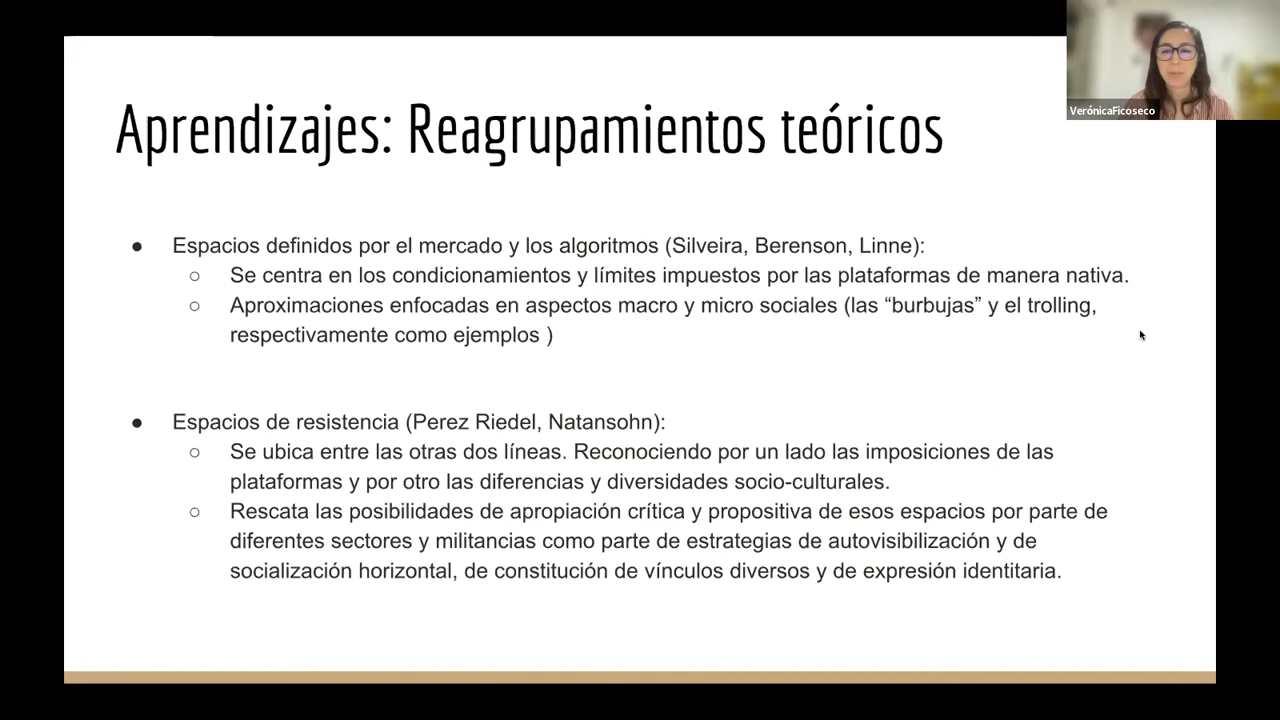 VerónicaFicoseco
Aprendizajes: Reagrupamientos teóricos
● Espacios definidos por el mercado y los algoritmos (Silveira, Berenson, Linne):
○ Se centra en los condicionamientos y límites impuestos por las plataformas de manera nativa.
○ Aproximaciones enfocadas en aspectos macro y micro sociales (las “burbujas” y el trolling,
respectivamente como ejemplos )
● Espacios de resistencia (Perez Riedel, Natansohn):
○ Se ubica entre las otras dos líneas. Reconociendo por un lado las imposiciones de las
plataformas y por otro las diferencias y diversidades socio-culturales.
○ Rescata las posibilidades de apropiación crítica y propositiva de esos espacios por parte de
diferentes sectores y militancias como parte de estrategias de autovisibilización y de
socialización horizontal, de constitución de vínculos diversos y de expresión identitaria.